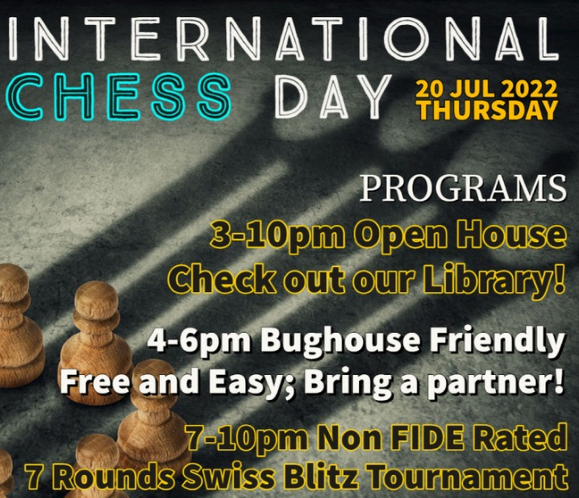 INTERNATIONAL
CHESS DAY
20 JUL 2022
THURSDAY
PROGRAMS
3-10pm Open House
Check out our Library!
4-6pm Bughouse Friendly
Free and Easy; Bring a partner!
7-10pm Non FIDE Rated
7 Rounds Swiss Blitz Tournament